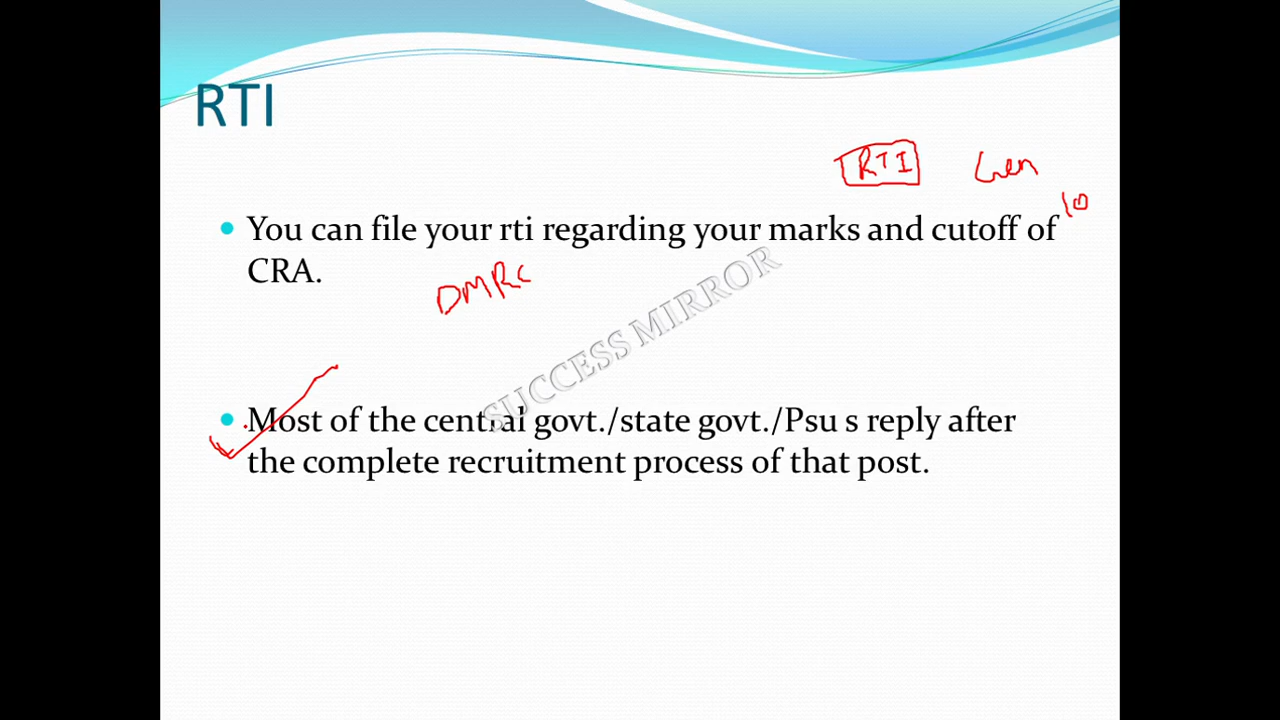 RTI
RTI Gen
10
You can file your rti regarding your marks and cutoff of
CRA.
DMRC
SUCCESS MIRROR
Most of the central govt./state govt./Psu s reply after
the complete recruitment process of that post.